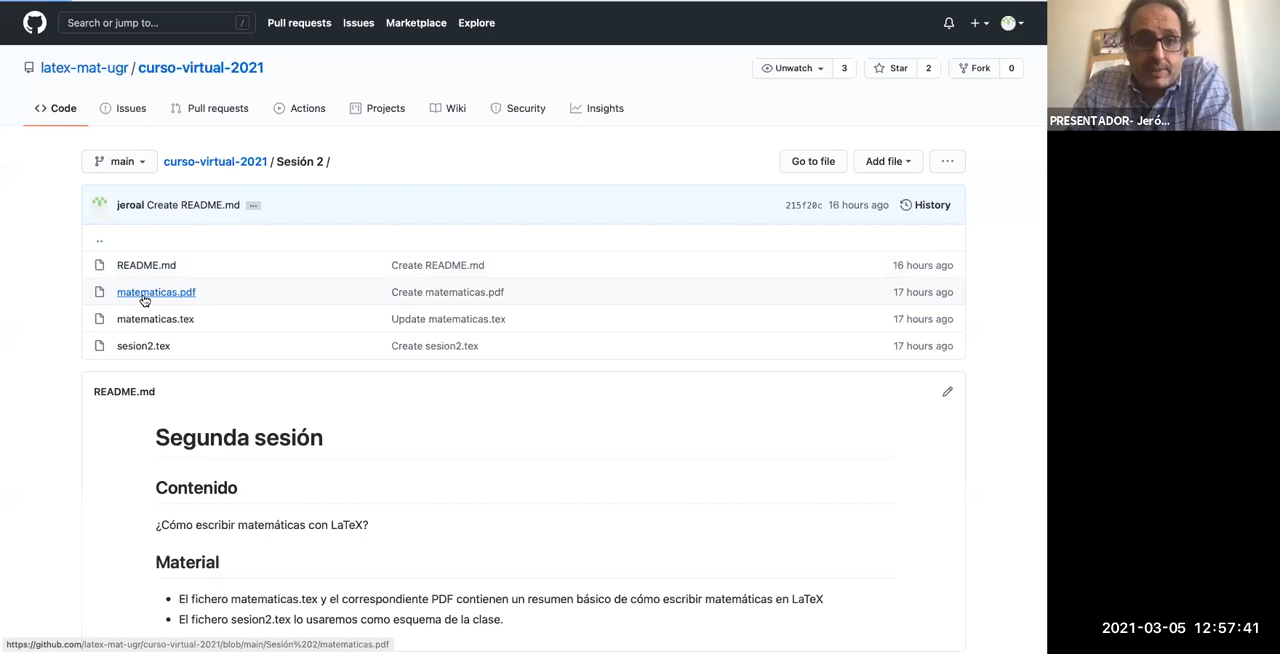 Search or jump to... /
Pull requests Issues Marketplace Explore
latex-mat-ugr / curso-virtual-2021
Unwatch 3 Star 2 Fork 0
Code Issues Pull requests Actions Projects Wiki Security Insights
PRESENTADOR- Jeró...
main curso-virtual-2021 / Sesión 2 / Go to file Add file ...
jeroal Create README.md ... 215f20c 16 hours ago History
..
README.md Create README.md 16 hours ago
matematicas.pdf Create matematicas.pdf 17 hours ago
matematicas.tex Update matematicas.tex 17 hours ago
sesion2.tex Create sesion2.tex 17 hours ago
README.md
Segunda sesión
Contenido
¿Cómo escribir matemáticas con LaTeX?
Material
• El fichero matematicas.tex y el correspondiente PDF contienen un resumen básico de cómo escribir matemáticas en LaTeX
• El fichero sesion2.tex lo usaremos como esquema de la clase.
https://github.com/latex-mat-ugr/curso-virtual-2021/blob/main/Sesión%202/matematicas.pdf
2021-03-05 12:57:41